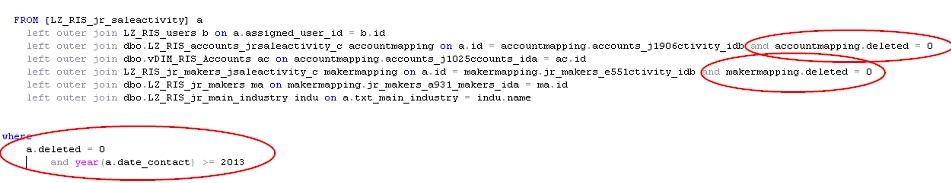 FROM [LZ_RIS_jr_saleactivity] a
left outer join LZ_RIS_users b on a.assigned_user_id = b.id
left outer join dbo.LZ_RIS_accounts_jrsaleactivity_c accountmapping on a.id = accountmapping.accounts_j1906ctivity_idb and accountmapping.deleted = 0
left outer join dbo.vDIM_RIS_Accounts ac on accountmapping.accounts_j1025ccounts_ida = ac.id
left outer join LZ_RIS_jr_makers_jsaleactivity_c makermapping on a.id = makermapping.jr_makers_e551ctivity_idb and makermapping.deleted = 0
left outer join dbo.LZ_RIS_jr_makers ma on makermapping.jr_makers_a931_makers_ida = ma.id
left outer join dbo.LZ_RIS_jr_main_industry indu on a.txt_main_industry = indu.name
where
a.deleted = 0
and year(a.date_contact) >= 2013